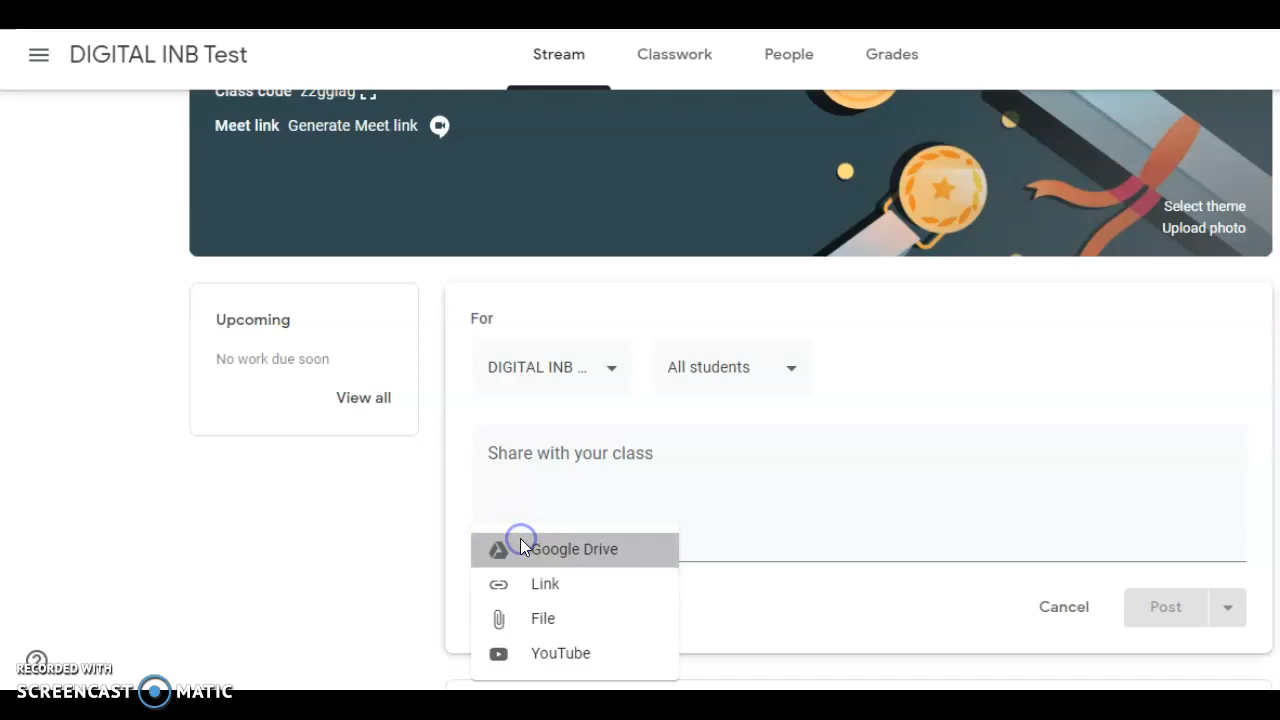 DIGITAL INB Test
Stream
Classwork
People
Grades
Class code
Meet link Generate Meet link
Select theme
Upload photo
Upcoming
No work due soon
View all
For
DIGITAL INB ...
All students
Share with your class
Google Drive
Link
File
YouTube
Cancel
Post
RECORDED WITH
SCREENCAST MATIC